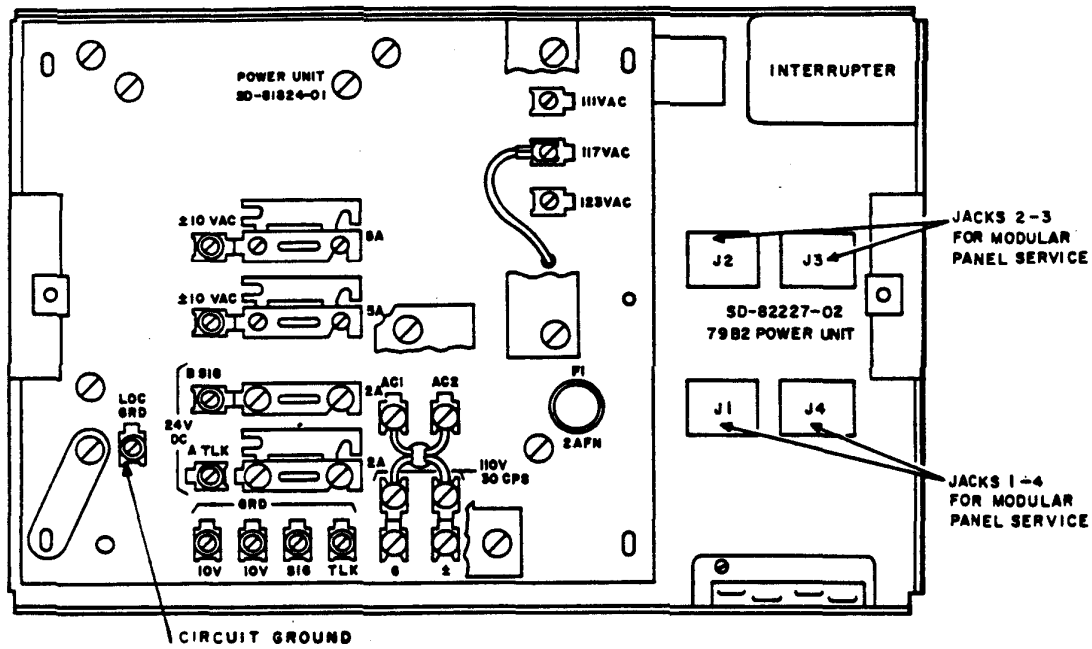 POWER UNIT
SD-81824-01
INTERRUPTER
111VAC
117VAC
123VAC
±10 VAC
5A
±10 VAC
5A
J2
J3
JACKS 2-3
FOR MODULAR
PANEL SERVICE
SD-82227-02
79B2 POWER UNIT
LOC
GRD
24V
DC
B SIG
2A
A TLK
2A
AC1
AC2
F1
2AFN
110V
30 CPS
J1
J4
JACKS 1-4
FOR MODULAR
PANEL SERVICE
GRD
10V
10V
SIG
TLK
G
±
CIRCUIT GROUND